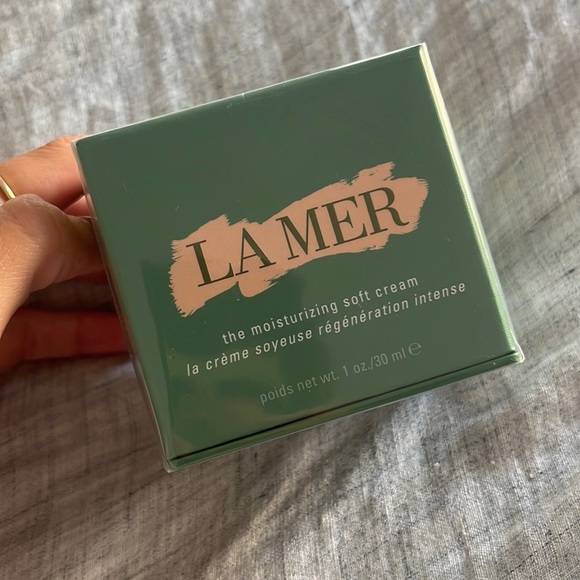 LA MER
the moisturizing soft cream
la crème soyeuse régénération intense
poids net wt. 1 oz./30 ml ℮